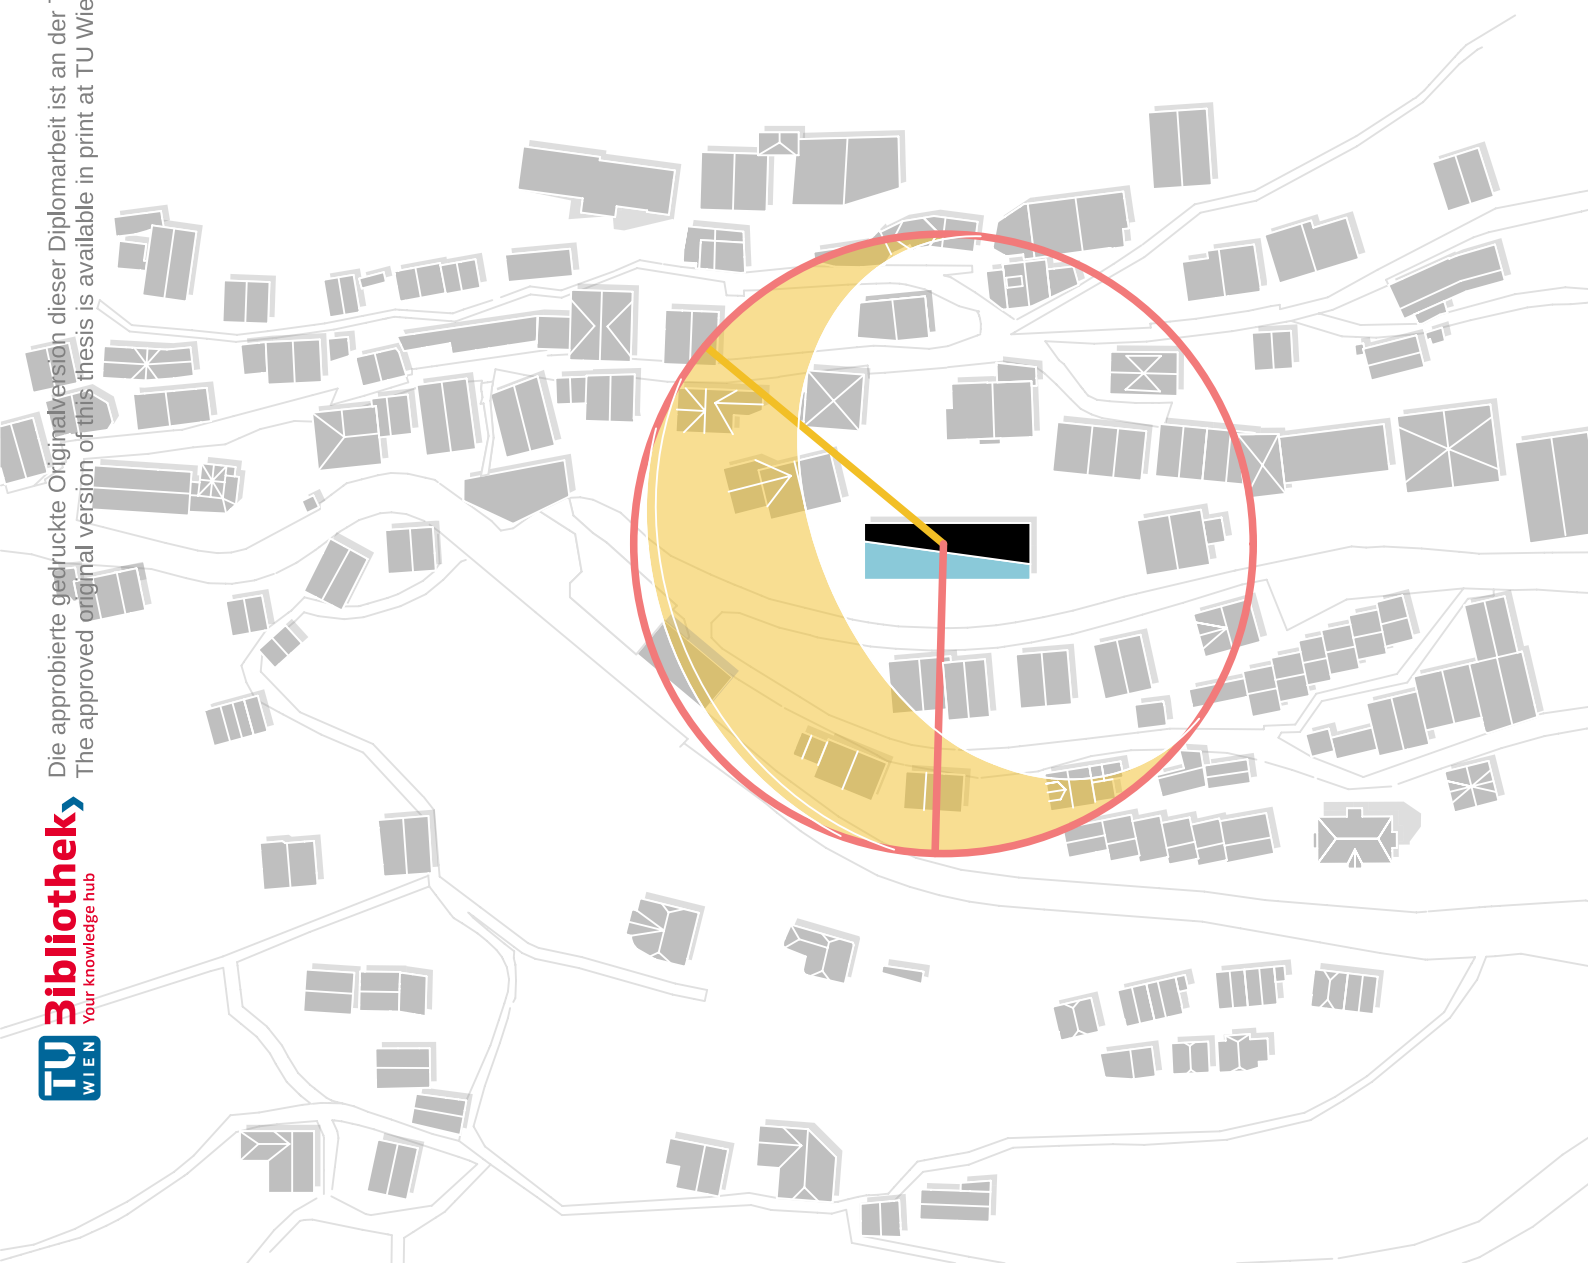 Die approbierte gedruckte Originalversion dieser Diplomarbeit ist an der
The approved original version of this thesis is available in print at TU
Bibliothek
Your knowledge hub
TU
WIEN